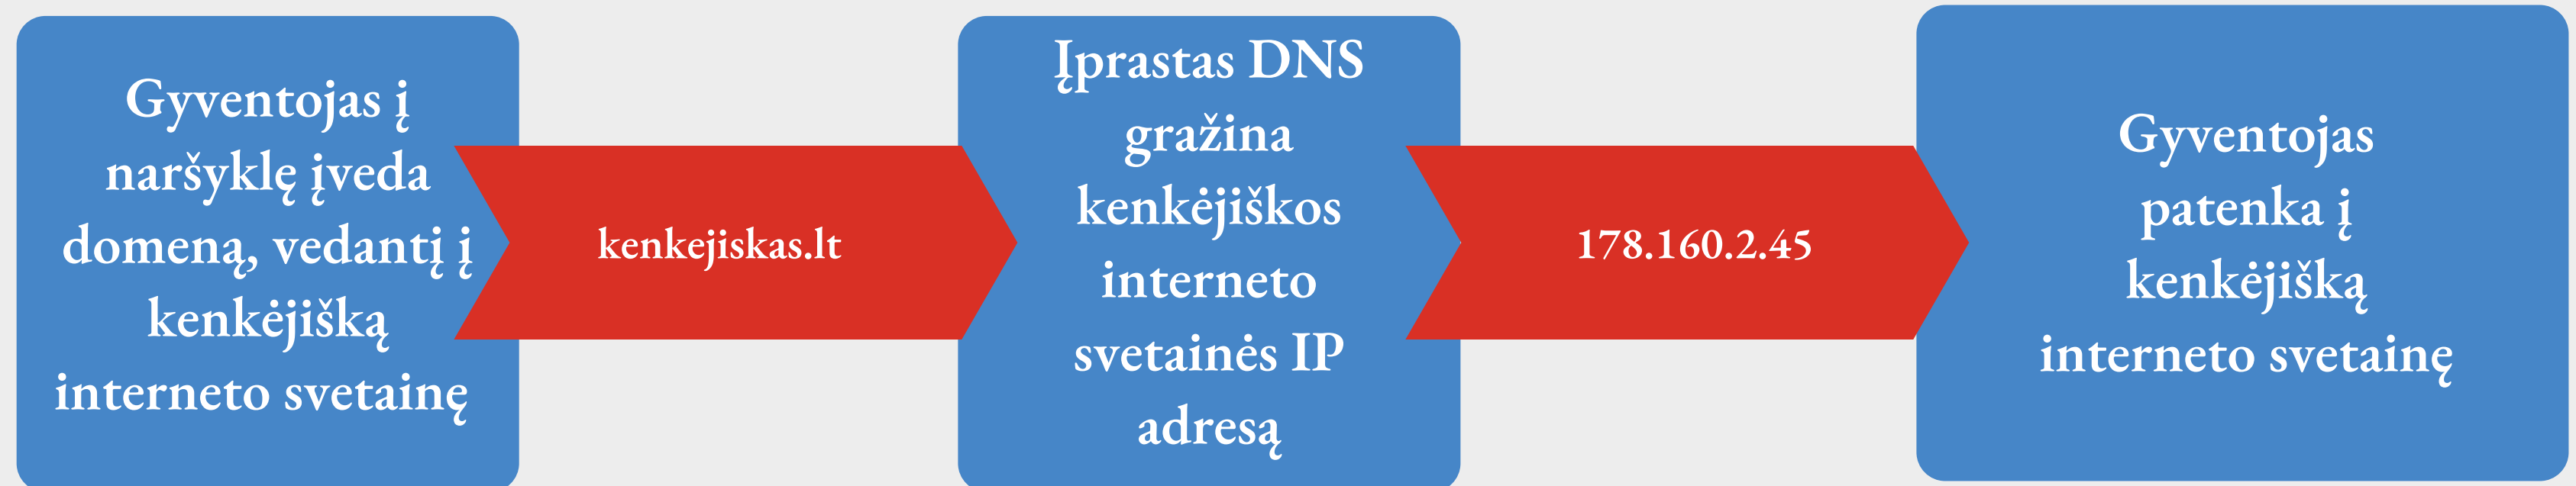 Gyventojas į
naršyklę įveda
domeną, vedantį į
kenkėjišką
interneto svetainę
kenkejiskas.lt
Įprastas DNS
gražina
kenkėjiškos
interneto
svetainės IP
adresą
178.160.2.45
Gyventojas
patenka į
kenkėjišką
interneto svetainę